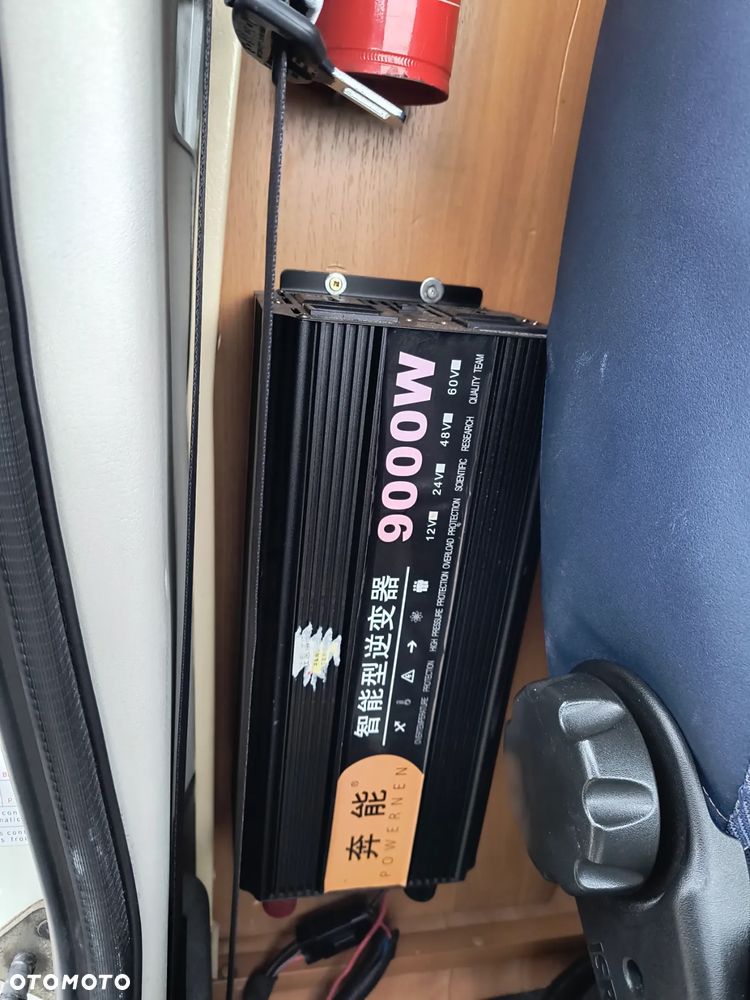 奔能®
POWERNEN
智能型逆变器
9000W
12V 24V 48V 60V
OVERTEMPERATURE PROTECTION HIGH PRESSURE PROTECTION OVERLOAD PROTECTION SCIENTIFIC RESEARCH QUALITY TEAM
OTOMOTO